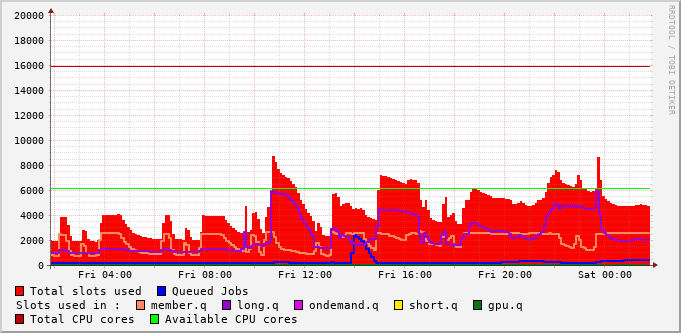 20000
18000
16000
14000
12000
10000
8000
6000
4000
2000
0
Fri 04:00 Fri 08:00 Fri 12:00 Fri 16:00 Fri 20:00 Sat 00:00
RRDTOOL / TOBI OETIKER
Total slots used Queued Jobs
Slots used in : member.q long.q ondemand.q short.q gpu.q
Total CPU cores Available CPU cores